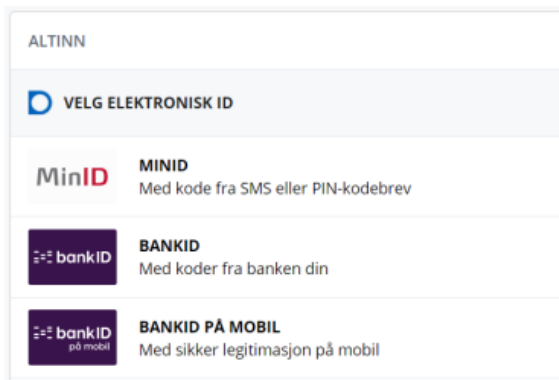 ALTINN
VELG ELEKTRONISK ID
MinID
MINID
Med kode fra SMS eller PIN-kodebrev
bankID
BANKID
Med koder fra banken din
bankID
på mobil
BANKID PÅ MOBIL
Med sikker legitimasjon på mobil